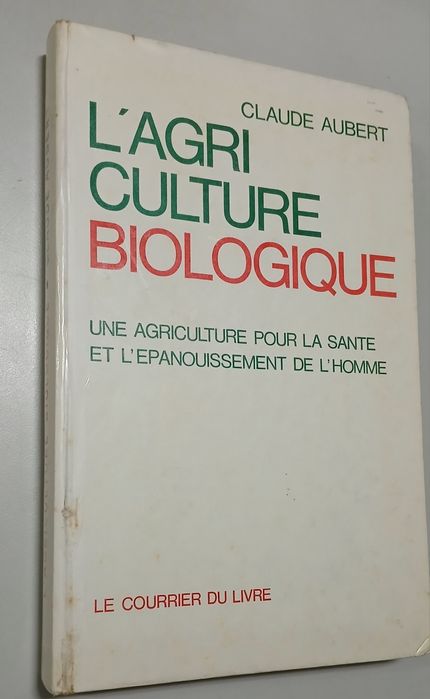 CLAUDE AUBERT
L'AGRI
CULTURE
BIOLOGIQUE
UNE AGRICULTURE POUR LA SANTE
ET L'EPANOUISSEMENT DE L'HOMME
LE COURRIER DU LIVRE